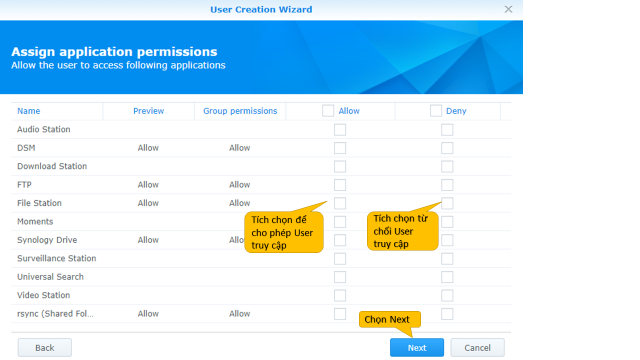 User Creation Wizard
Assign application permissions
Allow the user to access following applications
Name Preview Group permissions Allow Deny
Audio Station
DSM Allow Allow
Download Station
FTP Allow Allow
File Station Allow Allow
Moments
Synology Drive Allow
Surveillance Station
Universal Search
Video Station
rsync (Shared Fol... Allow Allow
Tích chọn để
cho phép User
truy cập
Tích chọn từ
chối User
truy cập
Chọn Next
Back Next Cancel